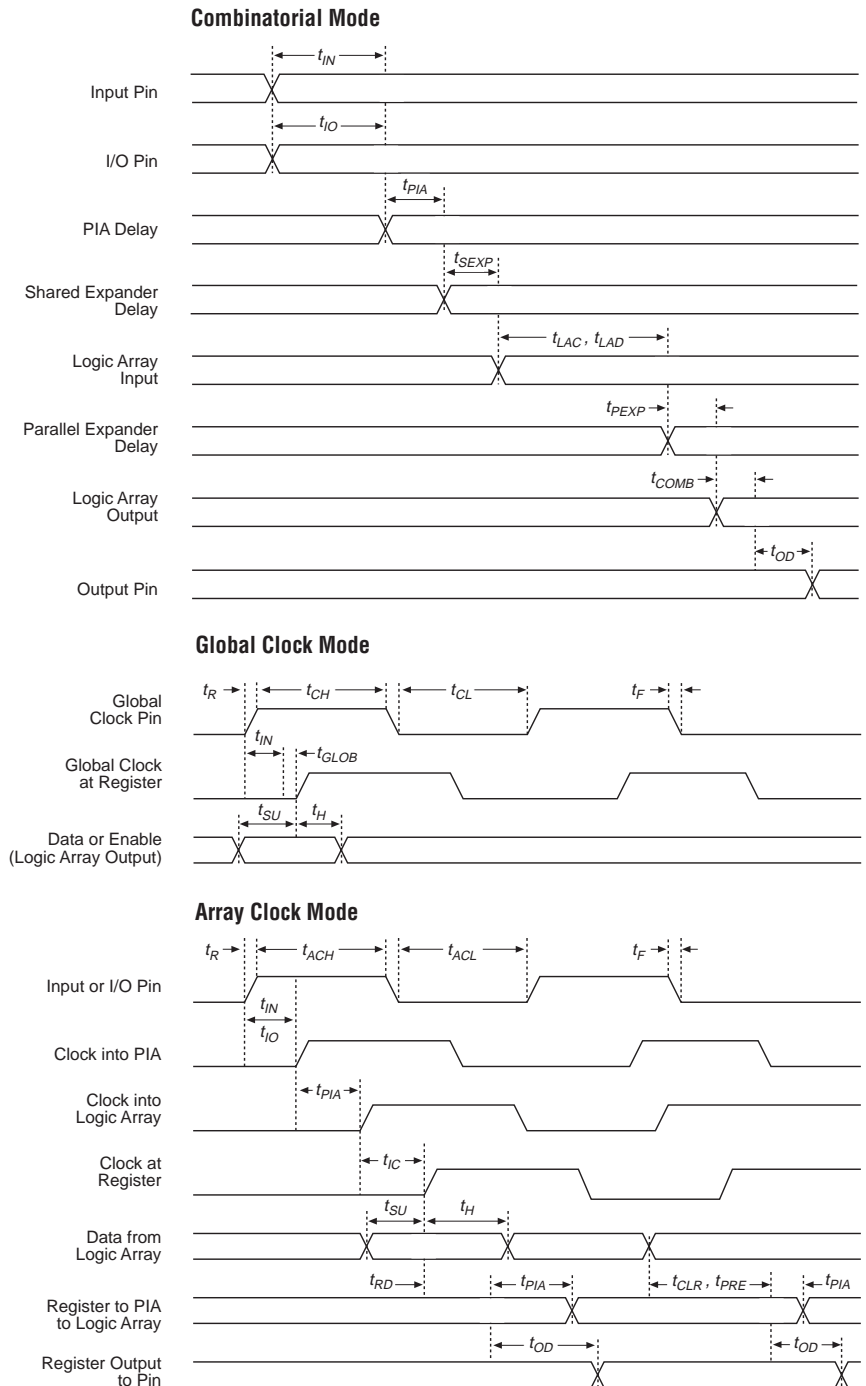 Combinatorial Mode
tIN
Input Pin
tIO
I/O Pin
tPIA
PIA Delay
tSEXP
Shared Expander
Delay
tLAC, tLAD
Logic Array
Input
tPEXP
Parallel Expander
Delay
tCOMB
Logic Array
Output
tOD
Output Pin
Global Clock Mode
tR tCH tCL tF
Global
Clock Pin
tIN tGLOB
Global Clock
at Register
tSU tH
Data or Enable
(Logic Array Output)
Array Clock Mode
tR tACH tACL tF
Input or I/O Pin
tIN
tIO
Clock into PIA
tPIA
Clock into
Logic Array
tIC
Clock at
Register
tSU tH
Data from
Logic Array
tRD tPIA tCLR, tPRE tPIA
Register to PIA
to Logic Array
tOD tOD
Register Output
to Pin